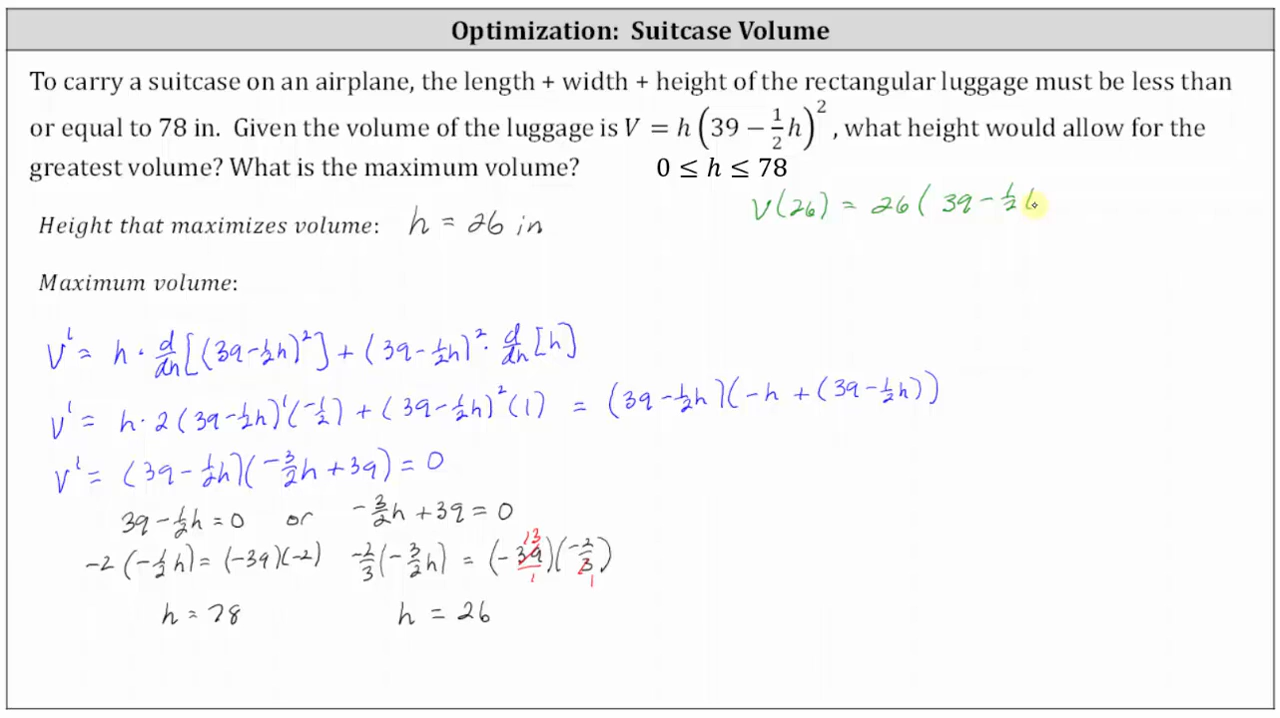 Optimization: Suitcase Volume
To carry a suitcase on an airplane, the length + width + height of the rectangular luggage must be less than
or equal to 78 in. Given the volume of the luggage is V = h(39 − 1/2 h)², what height would allow for the
greatest volume? What is the maximum volume? 0 ≤ h ≤ 78
V(26) = 26(39 − 1/2(
Height that maximizes volume: h = 26 in
Maximum volume:
V' = h · d/dh[(39 − 1/2h)²] + (39 − 1/2h)² · d/dh[h]
V' = h · 2(39 − 1/2h)¹(−1/2) + (39 − 1/2h)²(1) = (39 − 1/2h)(−h + (39 − 1/2h))
V' = (39 − 1/2h)(−3/2h + 39) = 0
39 − 1/2h = 0 or −3/2h + 39 = 0
13
−2(−1/2h) = (−39)(−2) −2/3(−3/2h) = (−39)(−2/3)
1 1
h = 78 h = 26